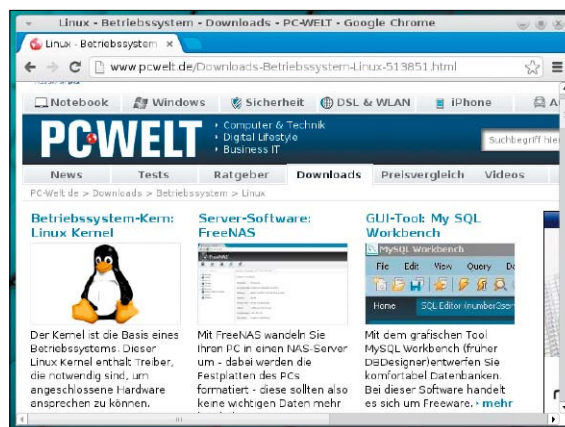 Linux - Betriebssystem - Downloads - PC-WELT - Google Chrome
Linux - Betriebssystem
www.pcwelt.de/Downloads-Betriebssystem-Linux-513851.html
Notebook Windows Sicherheit DSL & WLAN iPhone A
PC WELT
Computer & Technik
Digital Lifestyle
Business IT
Suchbegriff hier
News Tests Ratgeber Downloads Preisvergleich Videos
PC-Welt.de > Downloads > Betriebssystem > Linux
Betriebssystem-Kern:
Linux Kernel
Der Kernel ist die Basis eines
Betriebssystems. Dieser
Linux Kernel enthält Treiber,
die notwendig sind, um
angeschlossene Hardware
ansprechen zu können.
Server-Software:
FreeNAS
FreeNAS
Mit FreeNAS wandeln Sie
Ihren PC in einen NAS-Server
um - dabei werden die
Festplatten des PCs
formatiert - diese sollten also
keine wichtigen Daten mehr
GUI-Tool: My SQL
Workbench
MySQL Workbench
File Edit View Query
Home SQL Editor
Mit dem grafischen Tool
MySQL Workbench (früher
DBDesigner)entwerfen Sie
komfortabel Datenbanken.
Bei dieser Software handelt
es sich um Freeware. › mehr